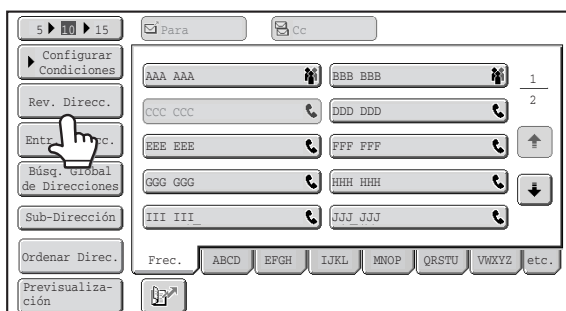 5 10 15
Para
Cc
Configurar
Condiciones
Rev. Direcc.
Búsq. Global
de Direcciones
Sub-Dirección
Ordenar Direc.
Previsualiza-
ción
AAA AAA
BBB BBB
CCC CCC
DDD DDD
EEE EEE
FFF FFF
GGG GGG
HHH HHH
III III
JJJ JJJ
1
2
Frec.
ABCD
EFGH
IJKL
MNOP
QRSTU
VWXYZ
etc.